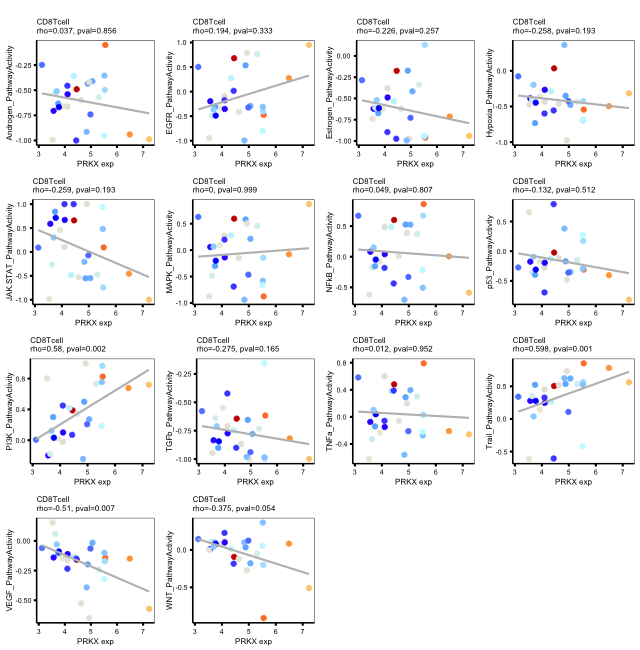 CD8Tcell
rho=0.037, pval=0.856
Androgen_PathwayActivity
-0.25
-0.50
-0.75
-1.00
3 4 5 6 7
PRKX exp
CD8Tcell
rho=0.194, pval=0.333
EGFR_PathwayActivity
1.0
0.5
0.0
-0.5
-1.0
3 4 5 6 7
PRKX exp
CD8Tcell
rho=-0.226, pval=0.257
Estrogen_PathwayActivity
0.00
-0.25
-0.50
-0.75
-1.00
3 4 5 6 7
PRKX exp
CD8Tcell
rho=-0.258, pval=0.193
Hypoxia_PathwayActivity
0.0
-0.5
-1.0
3 4 5 6 7
PRKX exp
CD8Tcell
rho=-0.259, pval=0.193
JAK.STAT_PathwayActivity
1.0
0.5
0.0
-0.5
-1.0
3 4 5 6 7
PRKX exp
CD8Tcell
rho=0, pval=0.999
MAPK_PathwayActivity
0.5
0.0
-0.5
-1.0
3 4 5 6 7
PRKX exp
CD8Tcell
rho=0.049, pval=0.807
NFkB_PathwayActivity
0.5
0.0
-0.5
3 4 5 6 7
PRKX exp
CD8Tcell
rho=-0.132, pval=0.512
p53_PathwayActivity
0.5
0.0
-0.5
3 4 5 6 7
PRKX exp
CD8Tcell
rho=0.58, pval=0.002
PI3K_PathwayActivity
0.8
0.4
0.0
3 4 5 6 7
PRKX exp
CD8Tcell
rho=-0.275, pval=0.165
TGFb_PathwayActivity
-0.25
-0.50
-0.75
-1.00
3 4 5 6 7
PRKX exp
CD8Tcell
rho=0.012, pval=0.952
TNFa_PathwayActivity
0.8
0.4
0.0
-0.4
3 4 5 6 7
PRKX exp
CD8Tcell
rho=0.598, pval=0.001
Trail_PathwayActivity
0.5
0.0
-0.5
3 4 5 6 7
PRKX exp
CD8Tcell
rho=-0.51, pval=0.007
VEGF_PathwayActivity
0.00
-0.25
-0.50
3 4 5 6 7
PRKX exp
CD8Tcell
rho=-0.375, pval=0.054
WNT_PathwayActivity
0.0
-0.5
3 4 5 6 7
PRKX exp